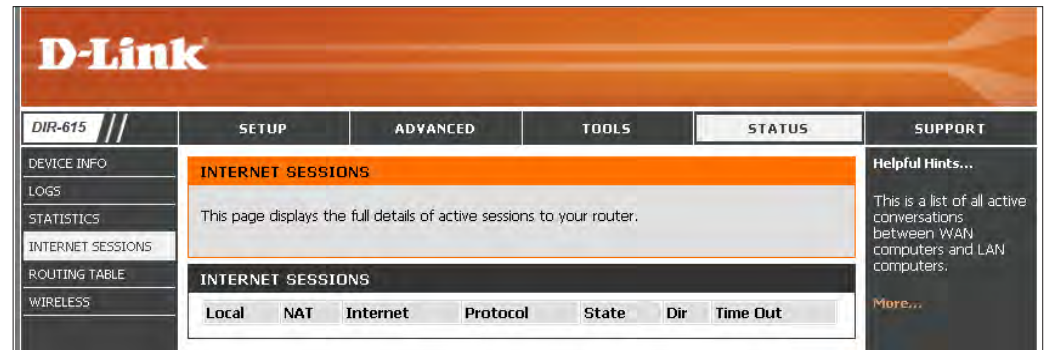 D-Link
DIR-615
SETUP
ADVANCED
TOOLS
STATUS
SUPPORT
DEVICE INFO
LOGS
STATISTICS
INTERNET SESSIONS
ROUTING TABLE
WIRELESS
INTERNET SESSIONS
This page displays the full details of active sessions to your router.
INTERNET SESSIONS
Local NAT Internet Protocol State Dir Time Out
Helpful Hints...
This is a list of all active
conversations
between WAN
computers and LAN
computers.
More...